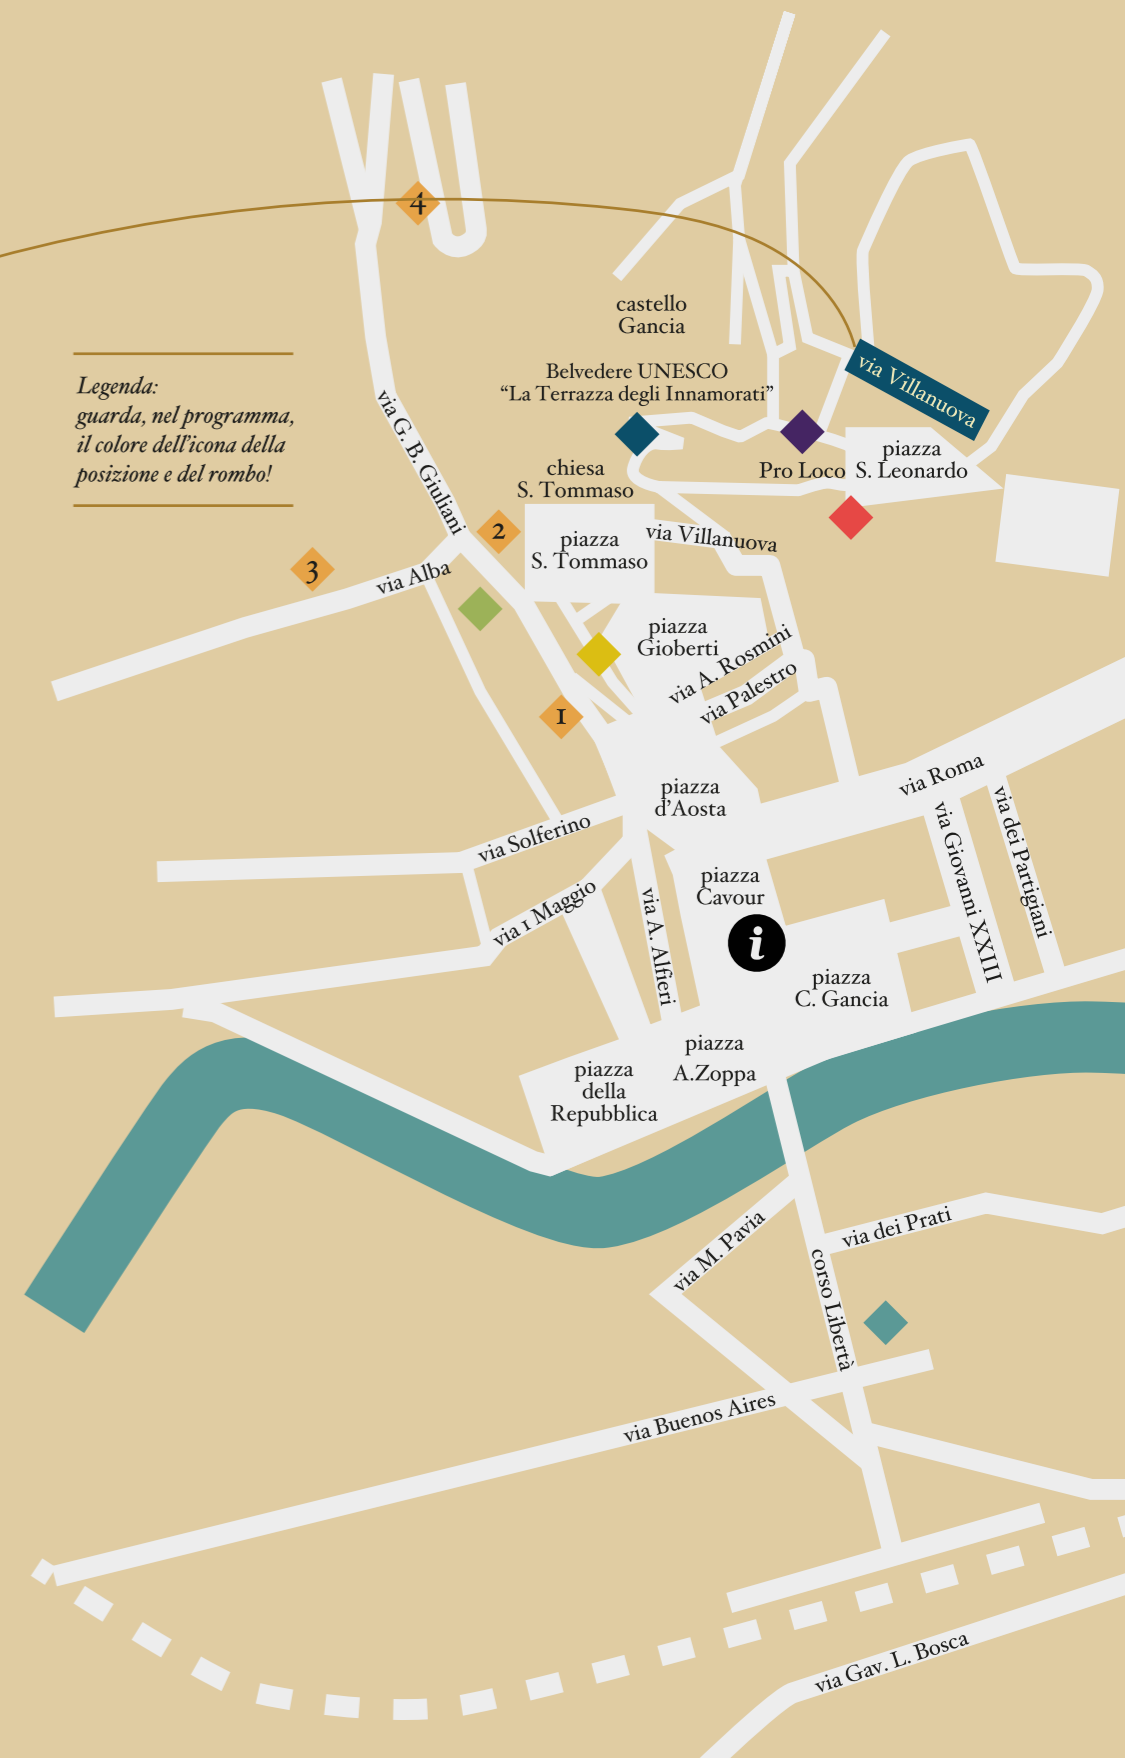 4
castello
Gancia
via Villanuova
Legenda:
guarda, nel programma,
il colore dell'icona della
posizione e del rombo!
Belvedere UNESCO
“La Terrazza degli Innamorati”
via G. B. Giuliani
piazza
S. Leonardo
Pro Loco
chiesa
S. Tommaso
2
piazza
S. Tommaso
via Villanuova
3
via Alba
piazza
Gioberti
via A. Rosmini
via Palestro
1
piazza
d'Aosta
via Roma
via Solferino
via Giovanni XXIII
via dei Partigiani
piazza
Cavour
via 1 Maggio
via A. Alfieri
i
piazza
C. Gancia
piazza
A.Zoppa
piazza
della
Repubblica
via M. Pavia
via dei Prati
corso Libertà
via Buenos Aires
via Gav. L. Bosca